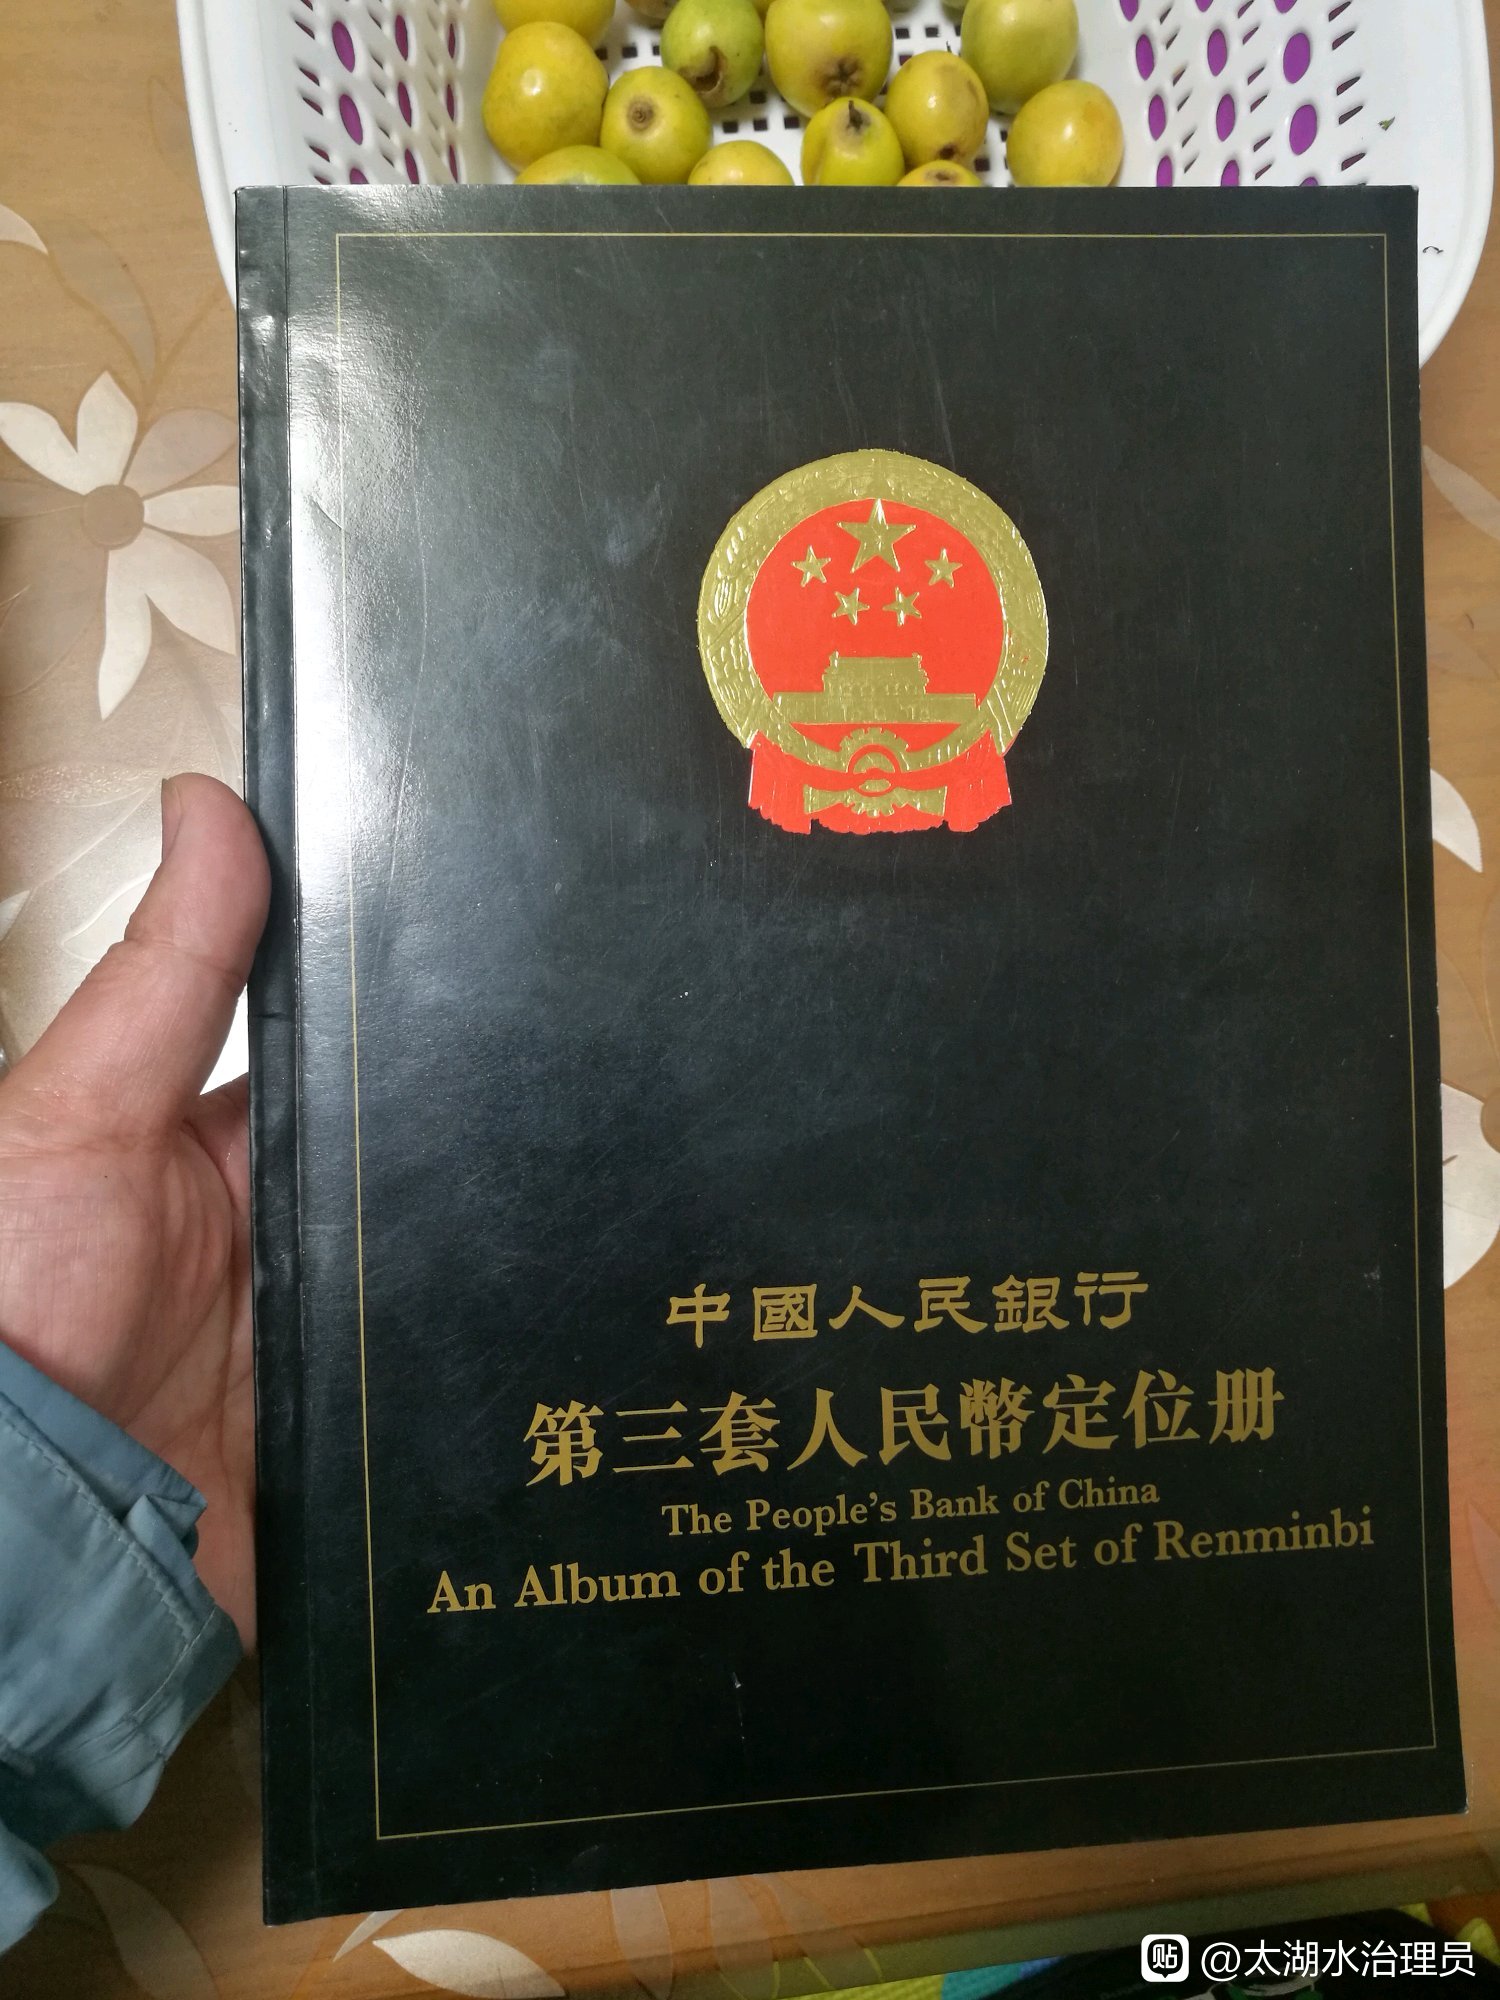 中國人民銀行
第三套人民幣定位册
The People's Bank of China
An Album of the Third Set of Renminbi
贴 @太湖水治理员